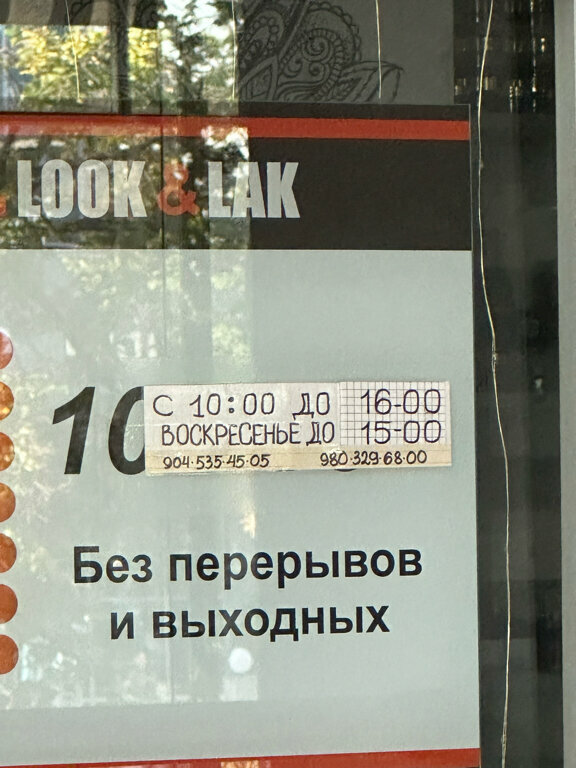 LOOK & LAK
10
С 10:00 ДО 16-00
ВОСКРЕСЕНЬЕ ДО 15-00
904·535·45·05 980·329·68·00
Без перерывов
и выходных